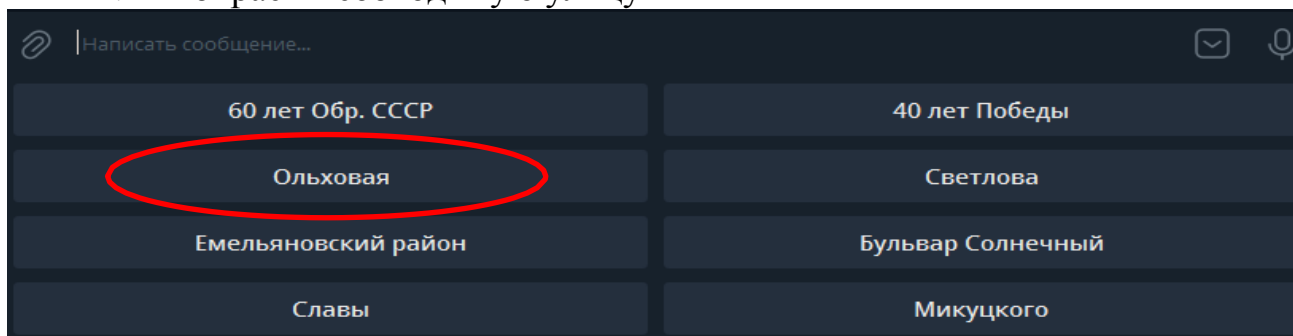 Написать сообщение...
60 лет Обр. СССР
40 лет Победы
Ольховая
Светлова
Емельяновский район
Бульвар Солнечный
Славы
Микуцкого